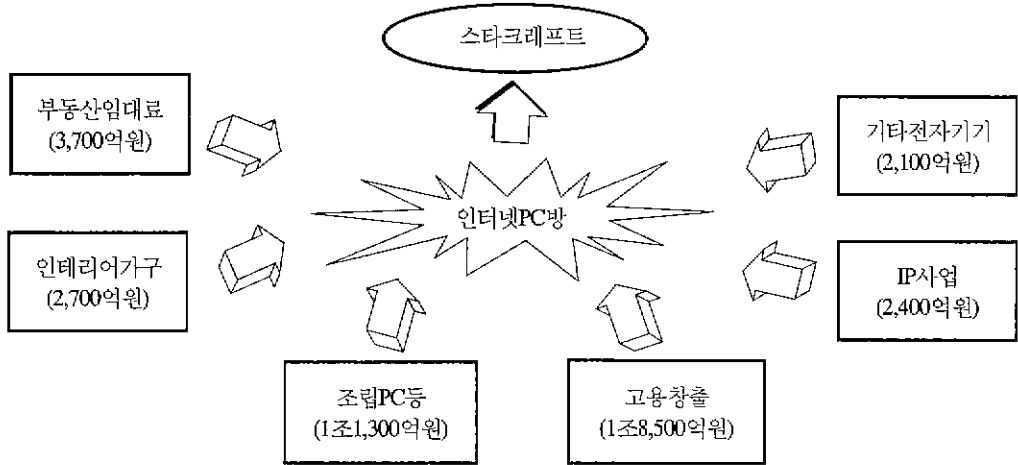 스타크레프트
부동산임대료
(3,700억원)
기타전자기기
(2,100억원)
인터넷PC방
인테리어가구
(2,700억원)
IP사업
(2,400억원)
조립PC등
(1조1,300억원)
고용창출
(1조8,500억원)